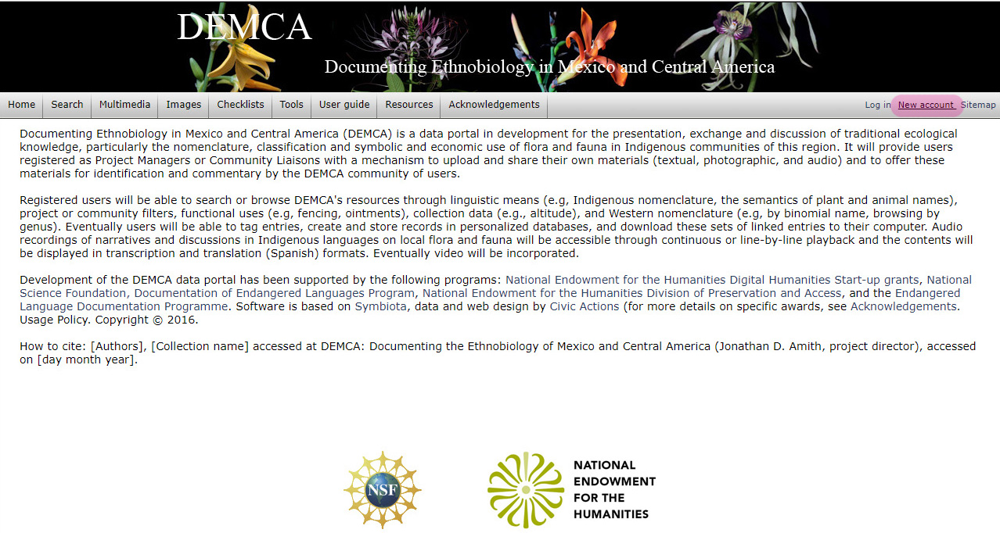 DEMCA
Documenting Ethnobiology in Mexico and Central America
Home Search Multimedia Images Checklists Tools User guide Resources Acknowledgements Log in New account Sitemap
Documenting Ethnobiology in Mexico and Central America (DEMCA) is a data portal in development for the presentation, exchange and discussion of traditional ecological
knowledge, particularly the nomenclature, classification and symbolic and economic use of flora and fauna in Indigenous communities of this region. It will provide users
registered as Project Managers or Community Liaisons with a mechanism to upload and share their own materials (textual, photographic, and audio) and to offer these
materials for identification and commentary by the DEMCA community of users.
Registered users will be able to search or browse DEMCA's resources through linguistic means (e.g, Indigenous nomenclature, the semantics of plant and animal names),
project or community filters, functional uses (e.g, fencing, ointments), collection data (e.g., altitude), and Western nomenclature (e.g, by binomial name, browsing by
genus). Eventually users will be able to tag entries, create and store records in personalized databases, and download these sets of linked entries to their computer. Audio
recordings of narratives and discussions in Indigenous languages on local flora and fauna will be accessible through continuous or line-by-line playback and the contents will
be displayed in transcription and translation (Spanish) formats. Eventually video will be incorporated.
Development of the DEMCA data portal has been supported by the following programs: National Endowment for the Humanities Digital Humanities Start-up grants, National
Science Foundation, Documentation of Endangered Languages Program, National Endowment for the Humanities Division of Preservation and Access, and the Endangered
Language Documentation Programme. Software is based on Symbiota, data and web design by Civic Actions (for more details on specific awards, see Acknowledgements.
Usage Policy. Copyright © 2016.
How to cite: [Authors], [Collection name] accessed at DEMCA: Documenting the Ethnobiology of Mexico and Central America (Jonathan D. Amith, project director), accessed
on [day month year].
NSF
NATIONAL
ENDOWMENT
FOR THE
HUMANITIES